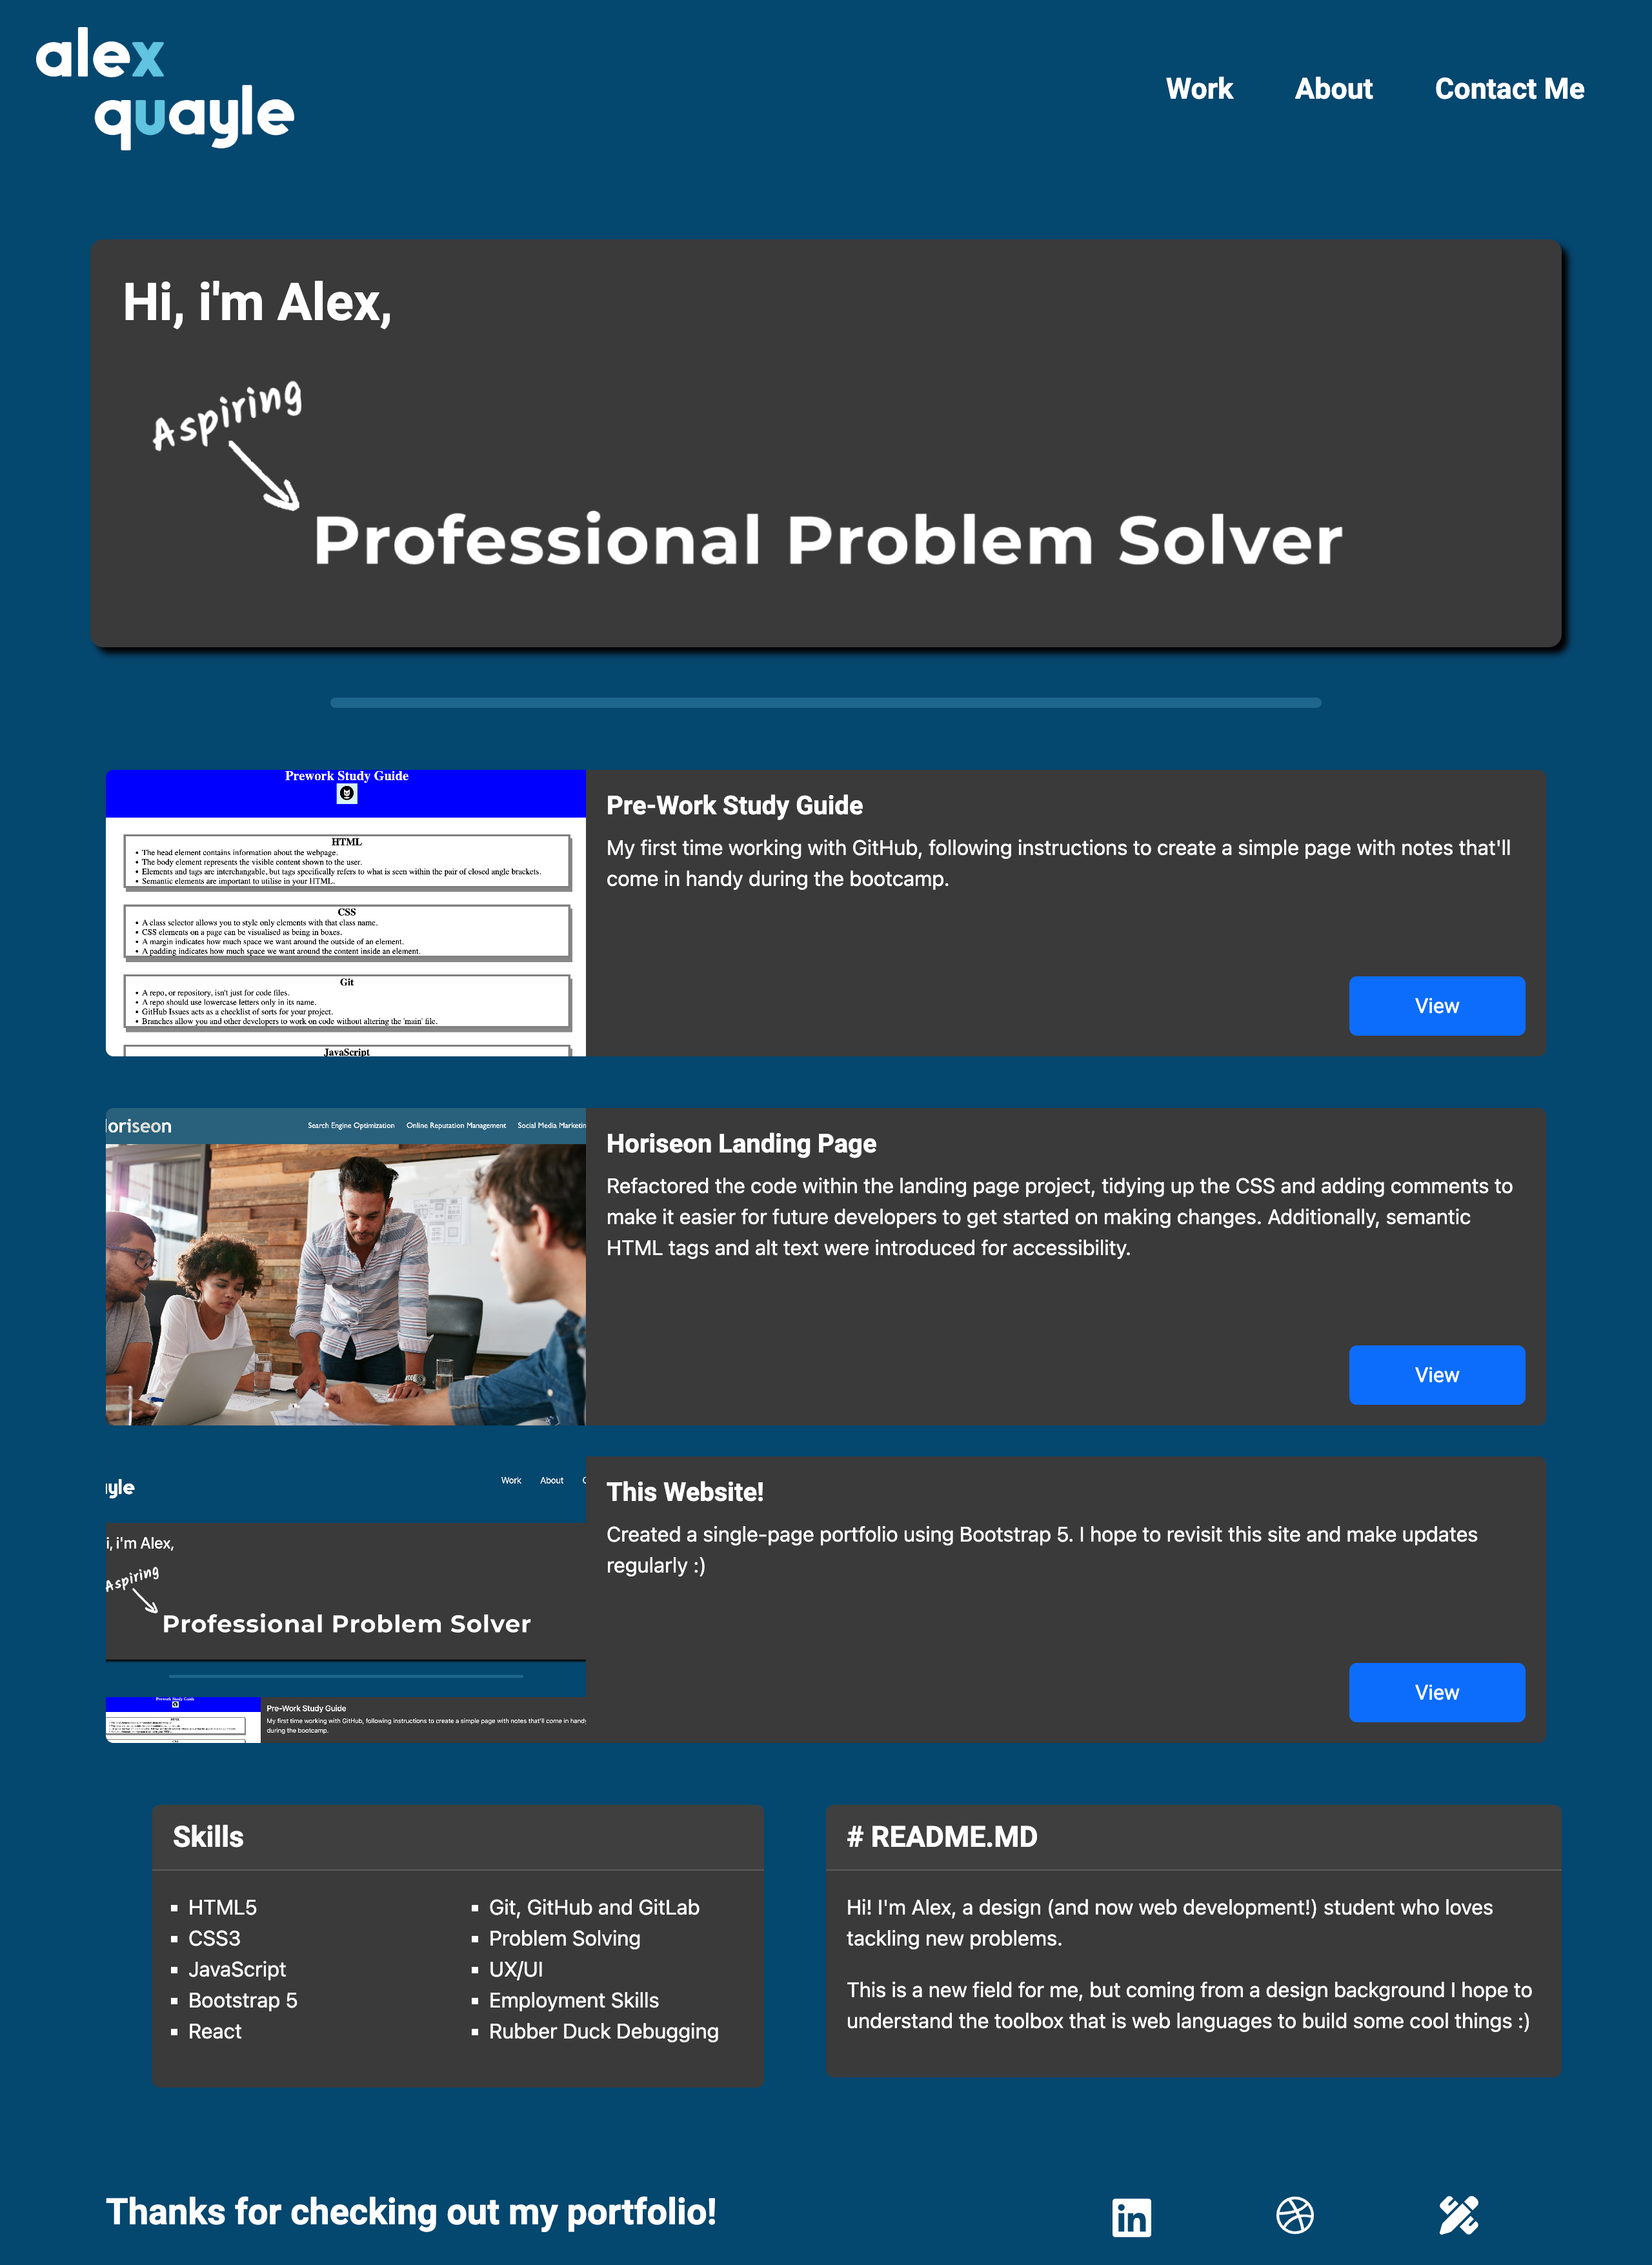 alex
quayle
Work About Contact Me
Hi, i'm Alex,
Aspiring
Professional Problem Solver
Prework Study Guide
HTML
The head element contains information about the webpage.
The body element represents the visible content shown to the user.
Elements and tags are interchangable, but tags specifically refers to what is seen within the pair of closed angle brackets.
Semantic elements are important to utilise in your HTML.
CSS
A class selector allows you to style only elements with that class name.
CSS elements on a page can be visualised as being in boxes.
A margin indicates how much space we want around the outside of an element.
A padding indicates how much space we want around the content inside an element.
Git
A repo, or repository, isn't just for code files.
A repo should use lowercase letters only in its name.
GitHub Issues acts as a checklist of sorts for your project.
Branches allow you and other developers to work on code without altering the 'main' file.
JavaScript
Pre-Work Study Guide
My first time working with GitHub, following instructions to create a simple page with notes that'll
come in handy during the bootcamp.
View
loriseon
Search Engine Optimization Online Reputation Management Social Media Marketin
Horiseon Landing Page
Refactored the code within the landing page project, tidying up the CSS and adding comments to
make it easier for future developers to get started on making changes. Additionally, semantic
HTML tags and alt text were introduced for accessibility.
View
yle
Work About
i, i'm Alex,
Aspiring
Professional Problem Solver
Prework Study Guide
Pre-Work Study Guide
My first time working with GitHub, following instructions to create a simple page with notes that'll come in hand
during the bootcamp.
This Website!
Created a single-page portfolio using Bootstrap 5. I hope to revisit this site and make updates
regularly :)
View
Skills
HTML5
CSS3
JavaScript
Bootstrap 5
React
Git, GitHub and GitLab
Problem Solving
UX/UI
Employment Skills
Rubber Duck Debugging
# README.MD
Hi! I'm Alex, a design (and now web development!) student who loves
tackling new problems.
This is a new field for me, but coming from a design background I hope to
understand the toolbox that is web languages to build some cool things :)
Thanks for checking out my portfolio!
in